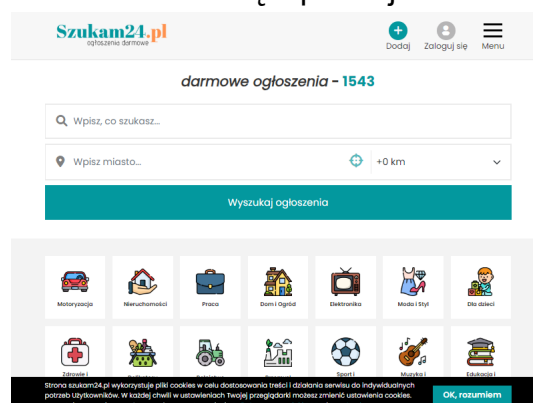 Szukam24.pl
ogłoszenia darmowe
Dodaj
Zaloguj się
Menu
darmowe ogłoszenia - 1543
Wpisz, co szukasz...
Wpisz miasto...
+0 km
Wyszukaj ogłoszenia
Motoryzacja
Nieruchomości
Praca
Dom i Ogród
Elektronika
Moda i Styl
Dla dzieci
Zdrowie i
Sport i
Muzyka i
Edukacja i
Strona szukam24.pl wykorzystuje pliki cookies w celu dostosowania treści i działania serwisu do indywidualnych
potrzeb Użytkowników. W każdej chwili w ustawieniach Twojej przeglądarki możesz zmienić ustawienia cookies.
OK, rozumiem